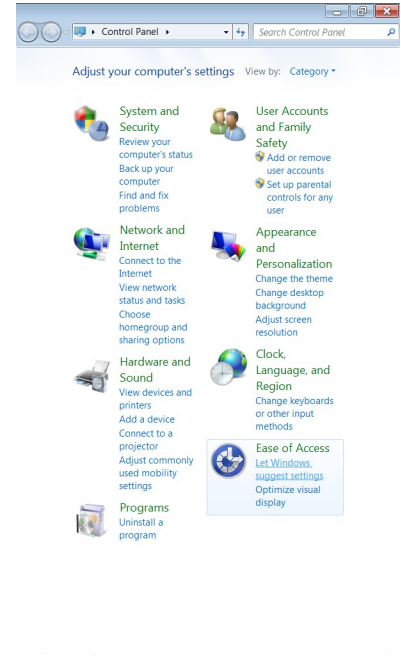 Control Panel
Search Control Panel
Adjust your computer's settings
View by: Category
System and
Security
Review your
computer's status
Back up your
computer
Find and fix
problems
Network and
Internet
Connect to the
Internet
View network
status and tasks
Choose
homegroup and
sharing options
Hardware and
Sound
View devices and
printers
Add a device
Connect to a
projector
Adjust commonly
used mobility
settings
Programs
Uninstall a
program
User Accounts
and Family
Safety
Add or remove
user accounts
Set up parental
controls for any
user
Appearance
and
Personalization
Change the theme
Change desktop
background
Adjust screen
resolution
Clock,
Language, and
Region
Change keyboards
or other input
methods
Ease of Access
Let Windows
suggest settings
Optimize visual
display